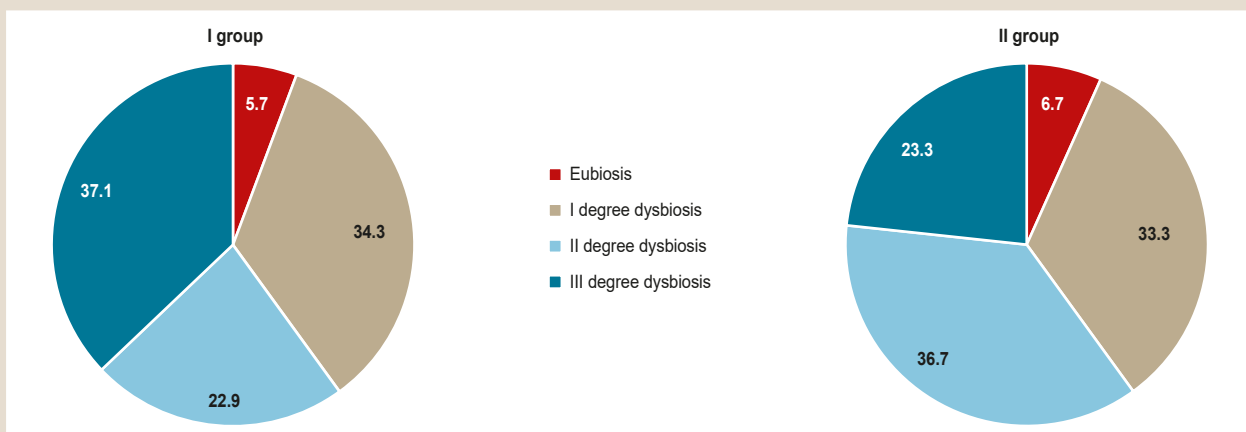 I group
5.7
34.3
22.9
37.1
Eubiosis
I degree dysbiosis
II degree dysbiosis
III degree dysbiosis
II group
6.7
33.3
36.7
23.3